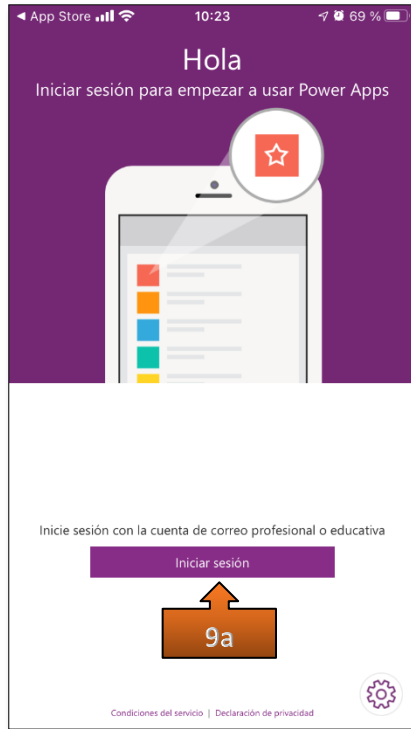 App Store 10:23 69 %
Hola
Iniciar sesión para empezar a usar Power Apps
Inicie sesión con la cuenta de correo profesional o educativa
Iniciar sesión
9a
Condiciones del servicio | Declaración de privacidad